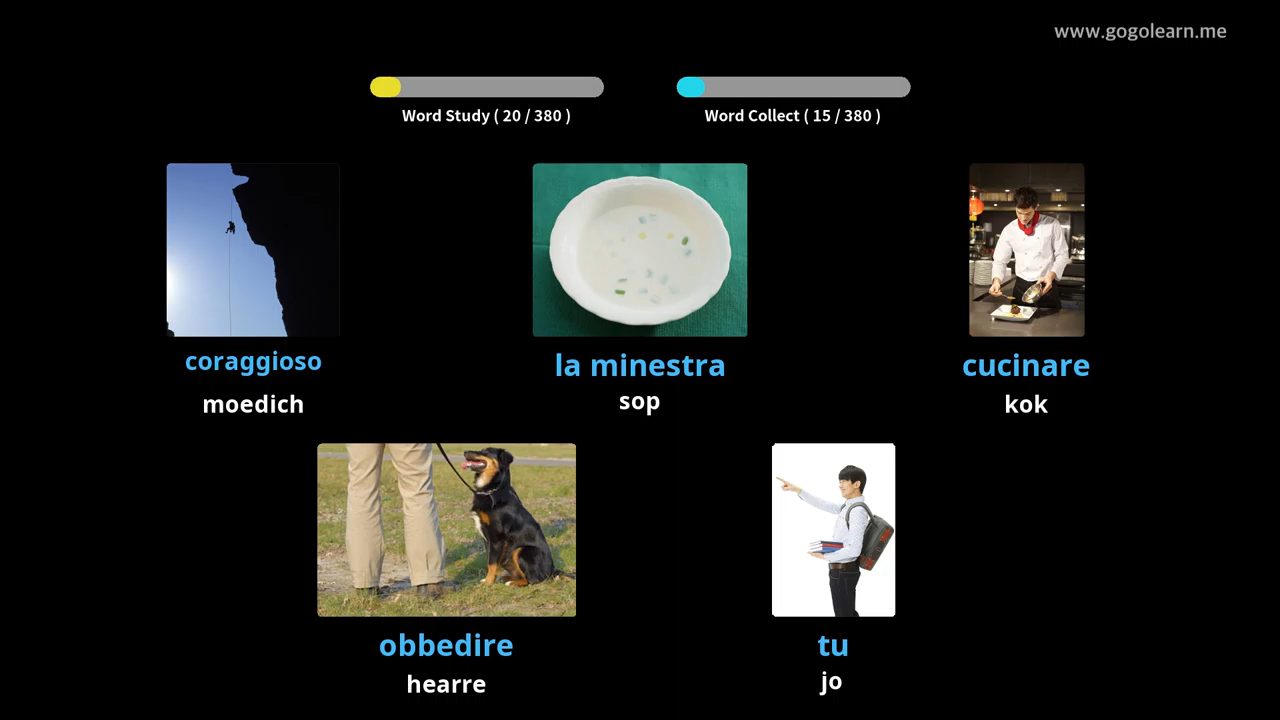 www.gogolearn.me
Word Study ( 20 / 380 )
Word Collect ( 15 / 380 )
coraggioso
moedich
la minestra
sop
cucinare
kok
obbedire
hearre
tu
jo